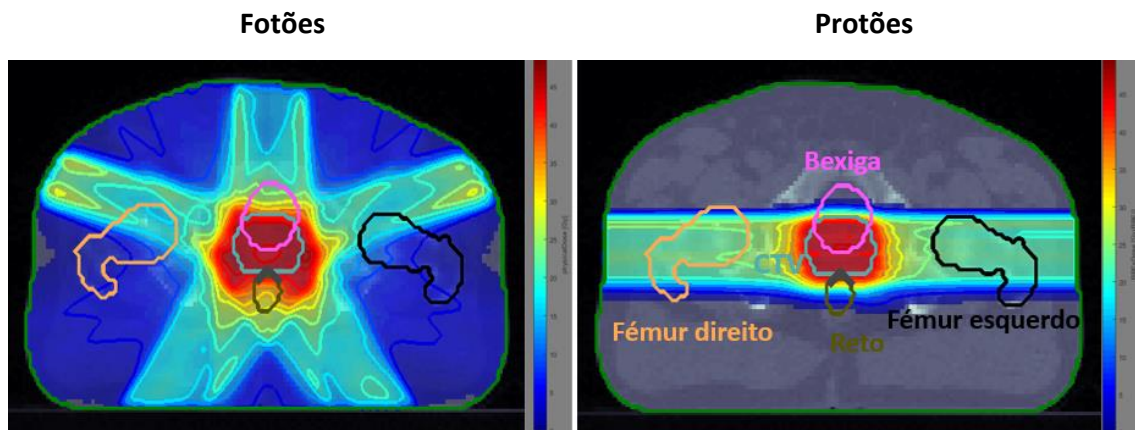 Fotões
Protões
Bexiga
CTV
Fémur direito
Fémur esquerdo
Reto